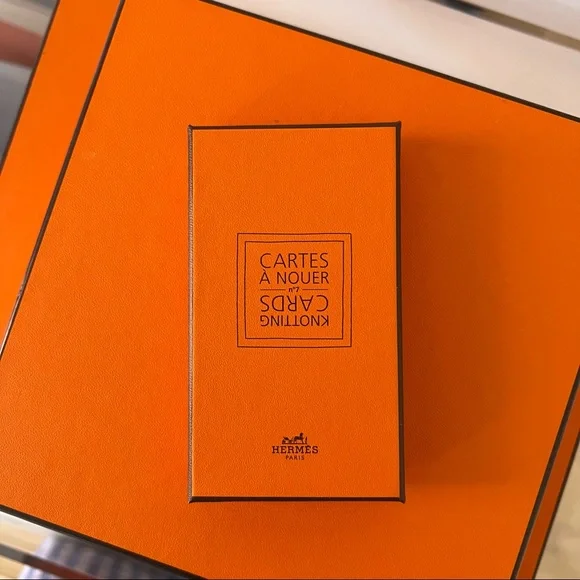 CARTES
À NOUER
n°7
KNOTTING
CARDS
HERMÈS
PARIS